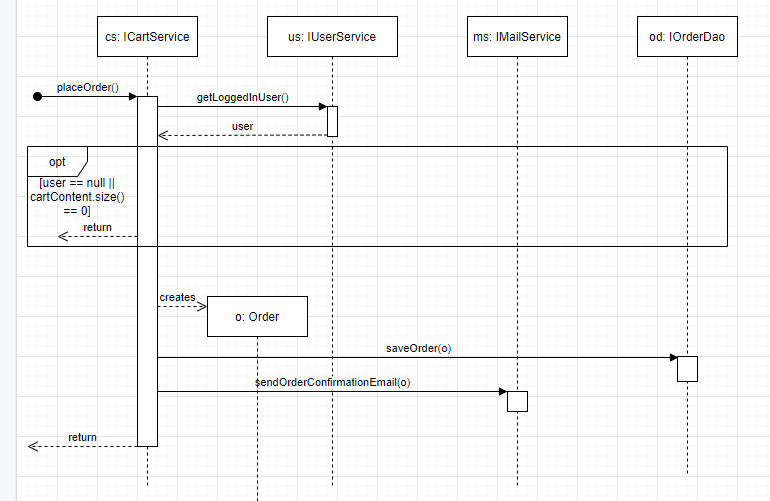 cs: ICartService
us: IUserService
ms: IMailService
od: IOrderDao
placeOrder()
getLoggedInUser()
user
opt
[user == null ||
cartContent.size()
== 0]
return
creates
o: Order
saveOrder(o)
sendOrderConfirmationEmail(o)
return